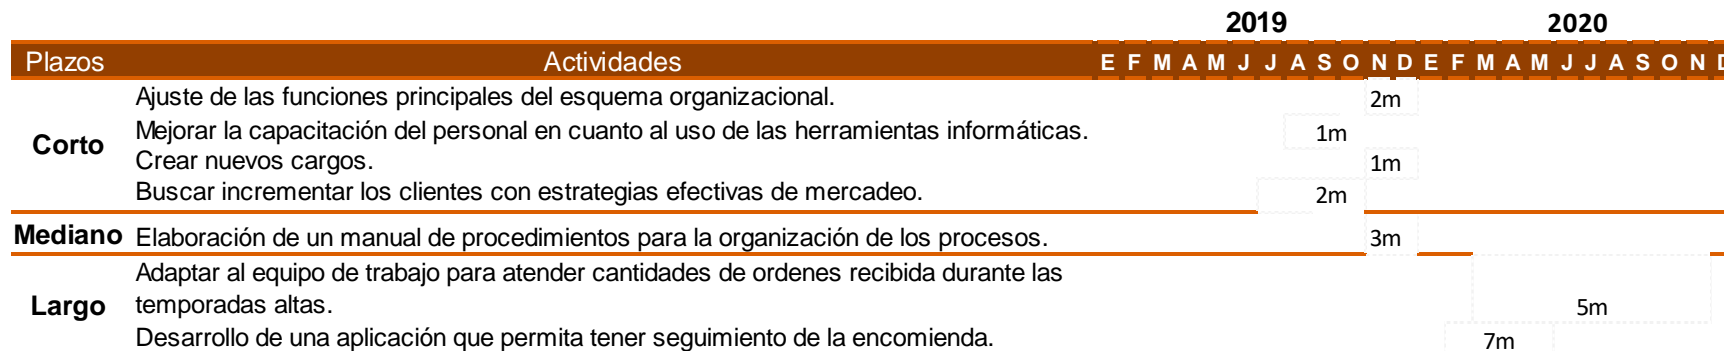 2019 2020
Plazos Actividades E F M A M J J A S O N D E F M A M J J A S O N D
Ajuste de las funciones principales del esquema organizacional. 2m
Corto
Mejorar la capacitación del personal en cuanto al uso de las herramientas informáticas. 1m
Crear nuevos cargos. 1m
Buscar incrementar los clientes con estrategias efectivas de mercadeo. 2m
Mediano Elaboración de un manual de procedimientos para la organización de los procesos. 3m
Largo
Adaptar al equipo de trabajo para atender cantidades de ordenes recibida durante las
temporadas altas. 5m
Desarrollo de una aplicación que permita tener seguimiento de la encomienda. 7m